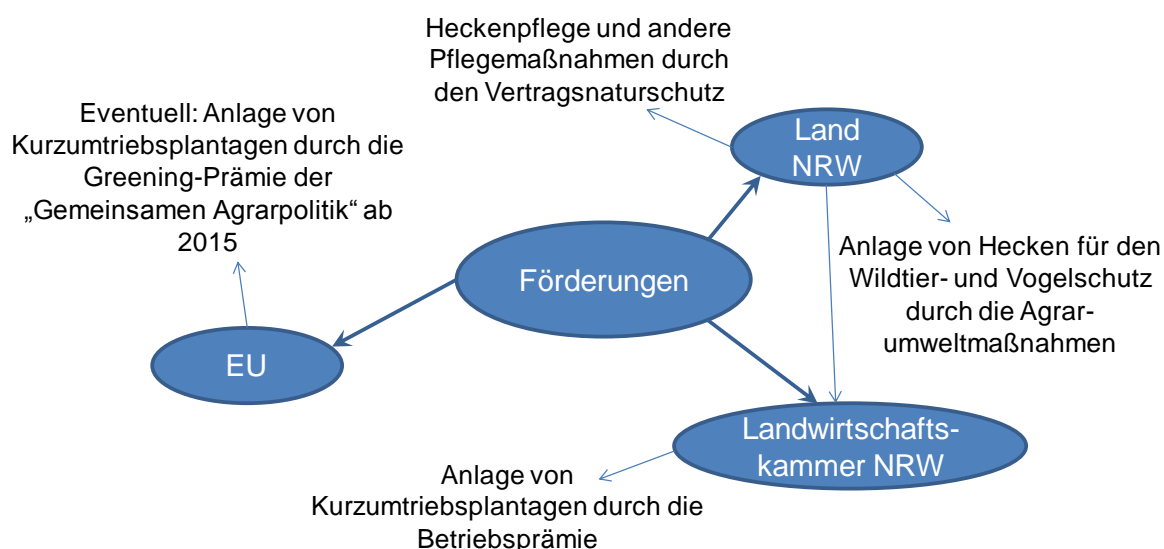 Heckenpflege und andere
Pflegemaßnahmen durch
den Vertragsnaturschutz
Eventuell: Anlage von
Kurzumtriebsplantagen durch die
Greening-Prämie der
„Gemeinsamen Agrarpolitik“ ab
2015
Land
NRW
Förderungen
Anlage von Hecken für den
Wildtier- und Vogelschutz
durch die Agrar-
umweltmaßnahmen
EU
Landwirtschafts-
kammer NRW
Anlage von
Kurzumtriebsplantagen durch die
Betriebsprämie